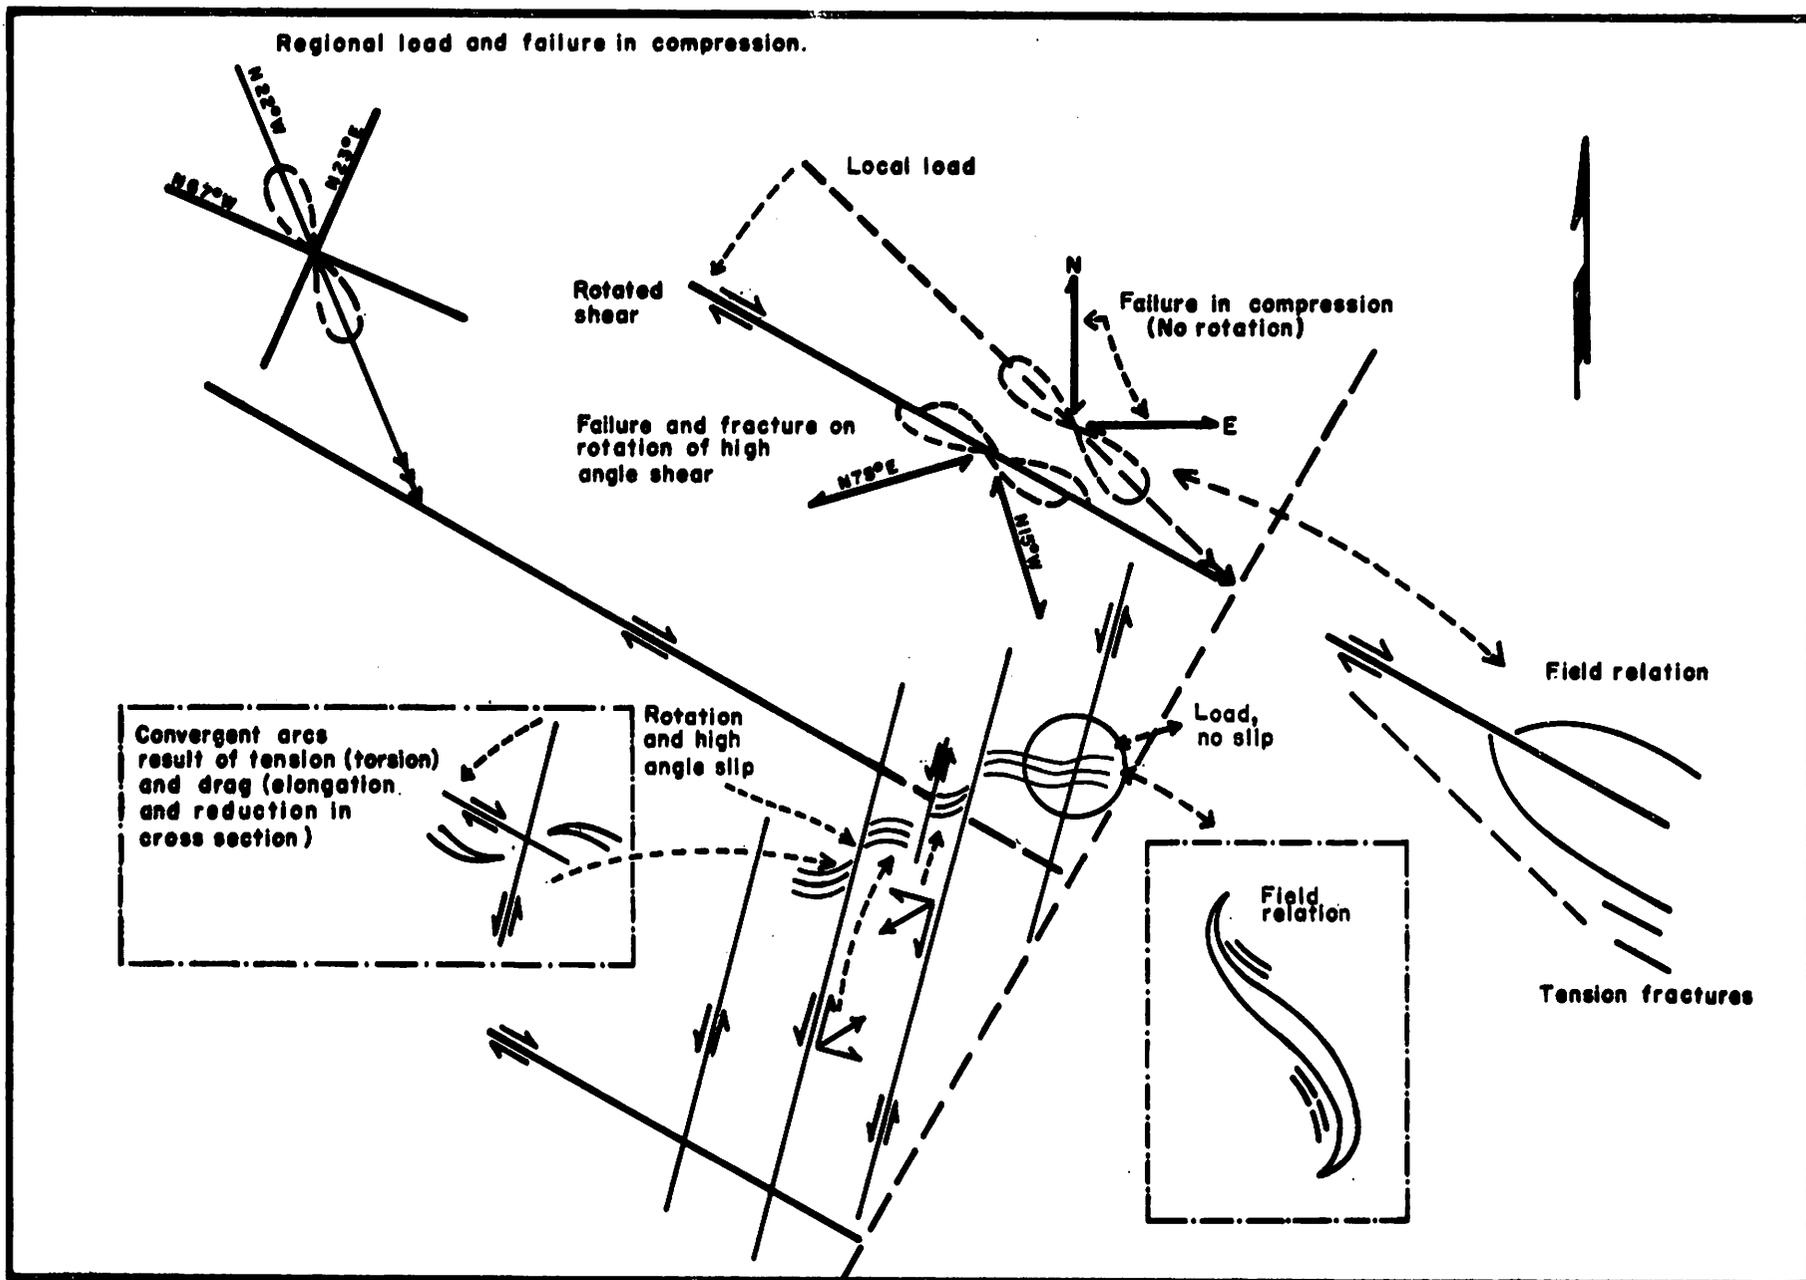 Regional load and failure in compression.
N22°W
N23°E
N67°W
Local load
N
Rotated
shear
Failure in compression
(No rotation)
E
Failure and fracture on
rotation of high
angle shear
N75°E
N15°W
Field relation
Convergent arcs
result of tension (torsion)
and drag (elongation
and reduction in
cross section)
Rotation
and high
angle slip
Load,
no slip
Field
relation
Tension fractures